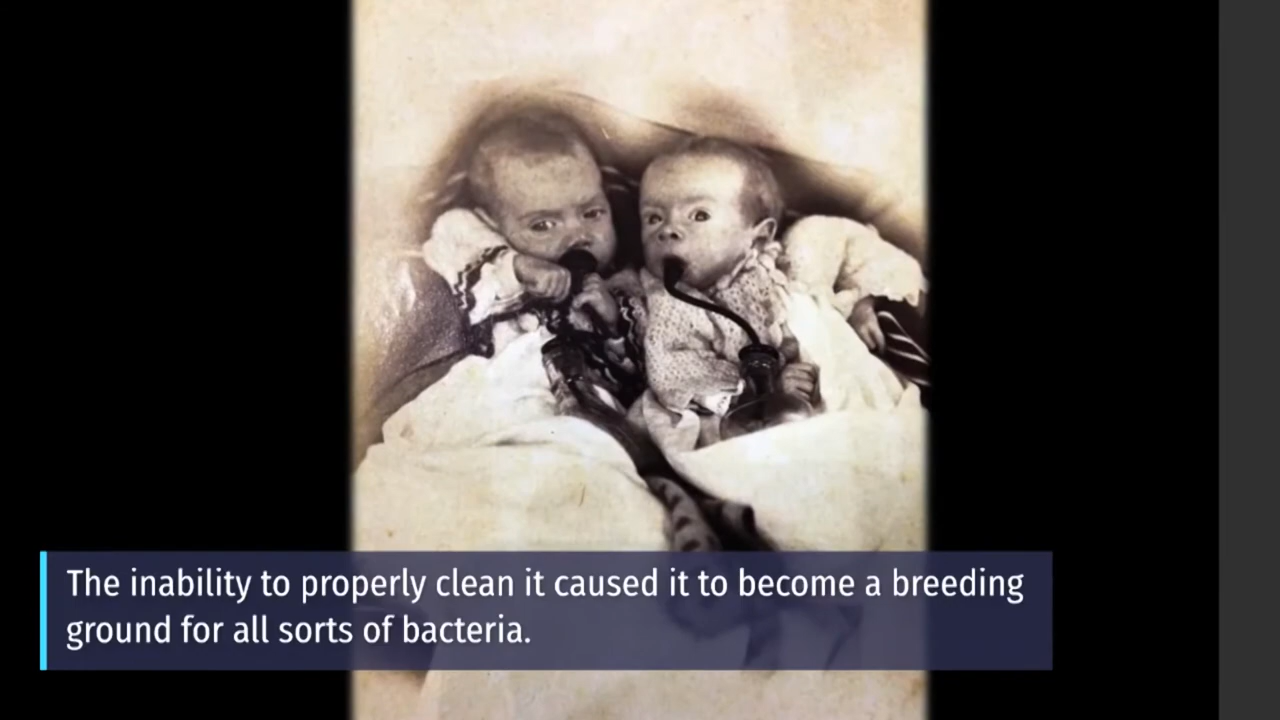 The inability to properly clean it caused it to become a breeding
ground for all sorts of bacteria.